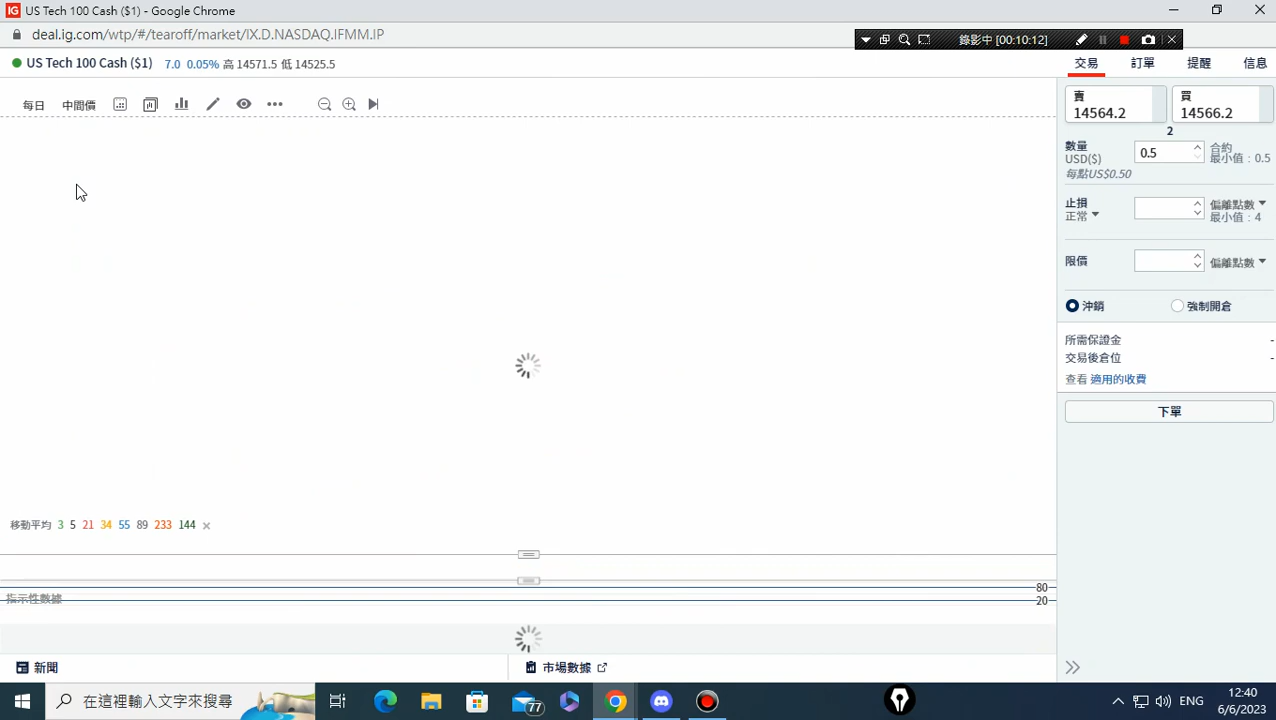 IG US Tech 100 Cash ($1) - Google Chrome
deal.ig.com/wtp/#/tearoff/market/IX.D.NASDAQ.IFMM.IP
錄影中 [00:10:12]
US Tech 100 Cash ($1) 7.0 0.05% 高 14571.5 低 14525.5
交易 訂單 提醒 信息
每日 中間價
賣 買
14564.2 14566.2
2
數量 0.5 合約
USD($) 最小值 : 0.5
每點US$0.50
止損 偏離點數
正常 最小值 : 4
限價 偏離點數
沖銷 強制開倉
所需保證金 -
交易後倉位 -
查看 適用的收費
下單
移動平均 3 5 21 34 55 89 233 144
80
指示性數據 20
新聞 市場數據
在這裡輸入文字來搜尋 77 ENG 12:40
6/6/2023